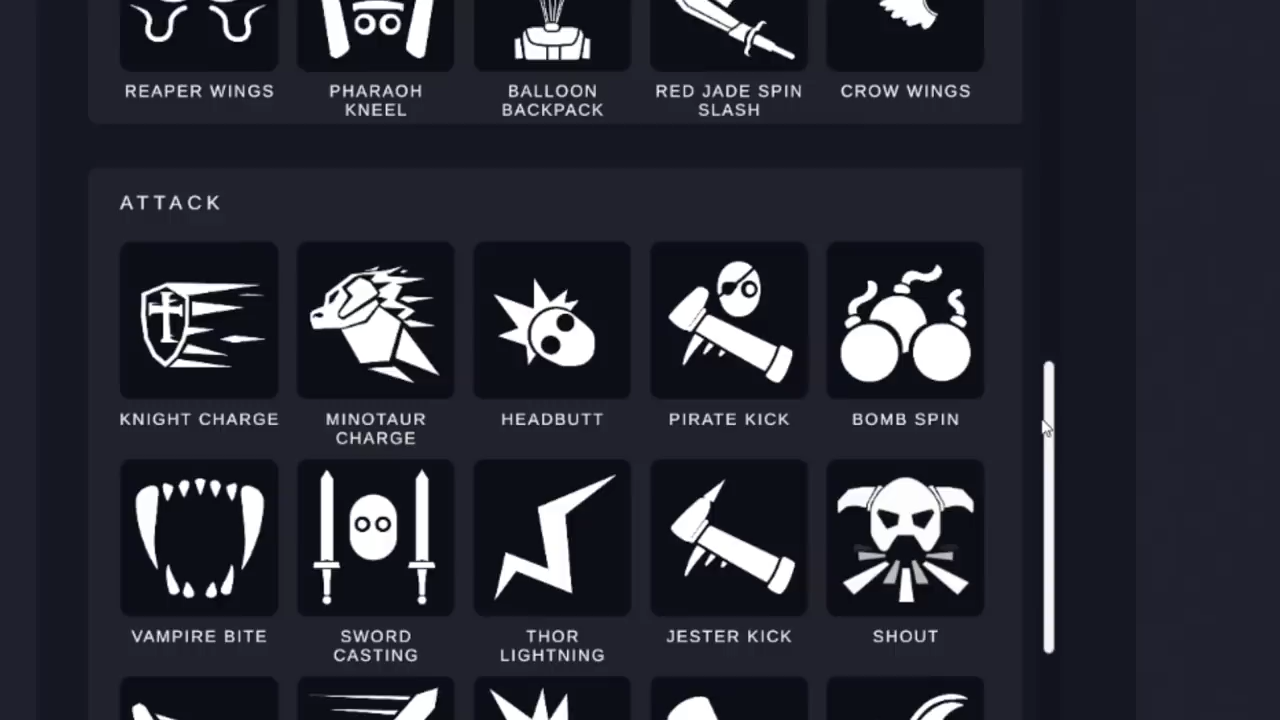 REAPER WINGS
PHARAOH
KNEEL
BALLOON
BACKPACK
RED JADE SPIN
SLASH
CROW WINGS
ATTACK
KNIGHT CHARGE
MINOTAUR
CHARGE
HEADBUTT
PIRATE KICK
BOMB SPIN
VAMPIRE BITE
SWORD
CASTING
THOR
LIGHTNING
JESTER KICK
SHOUT